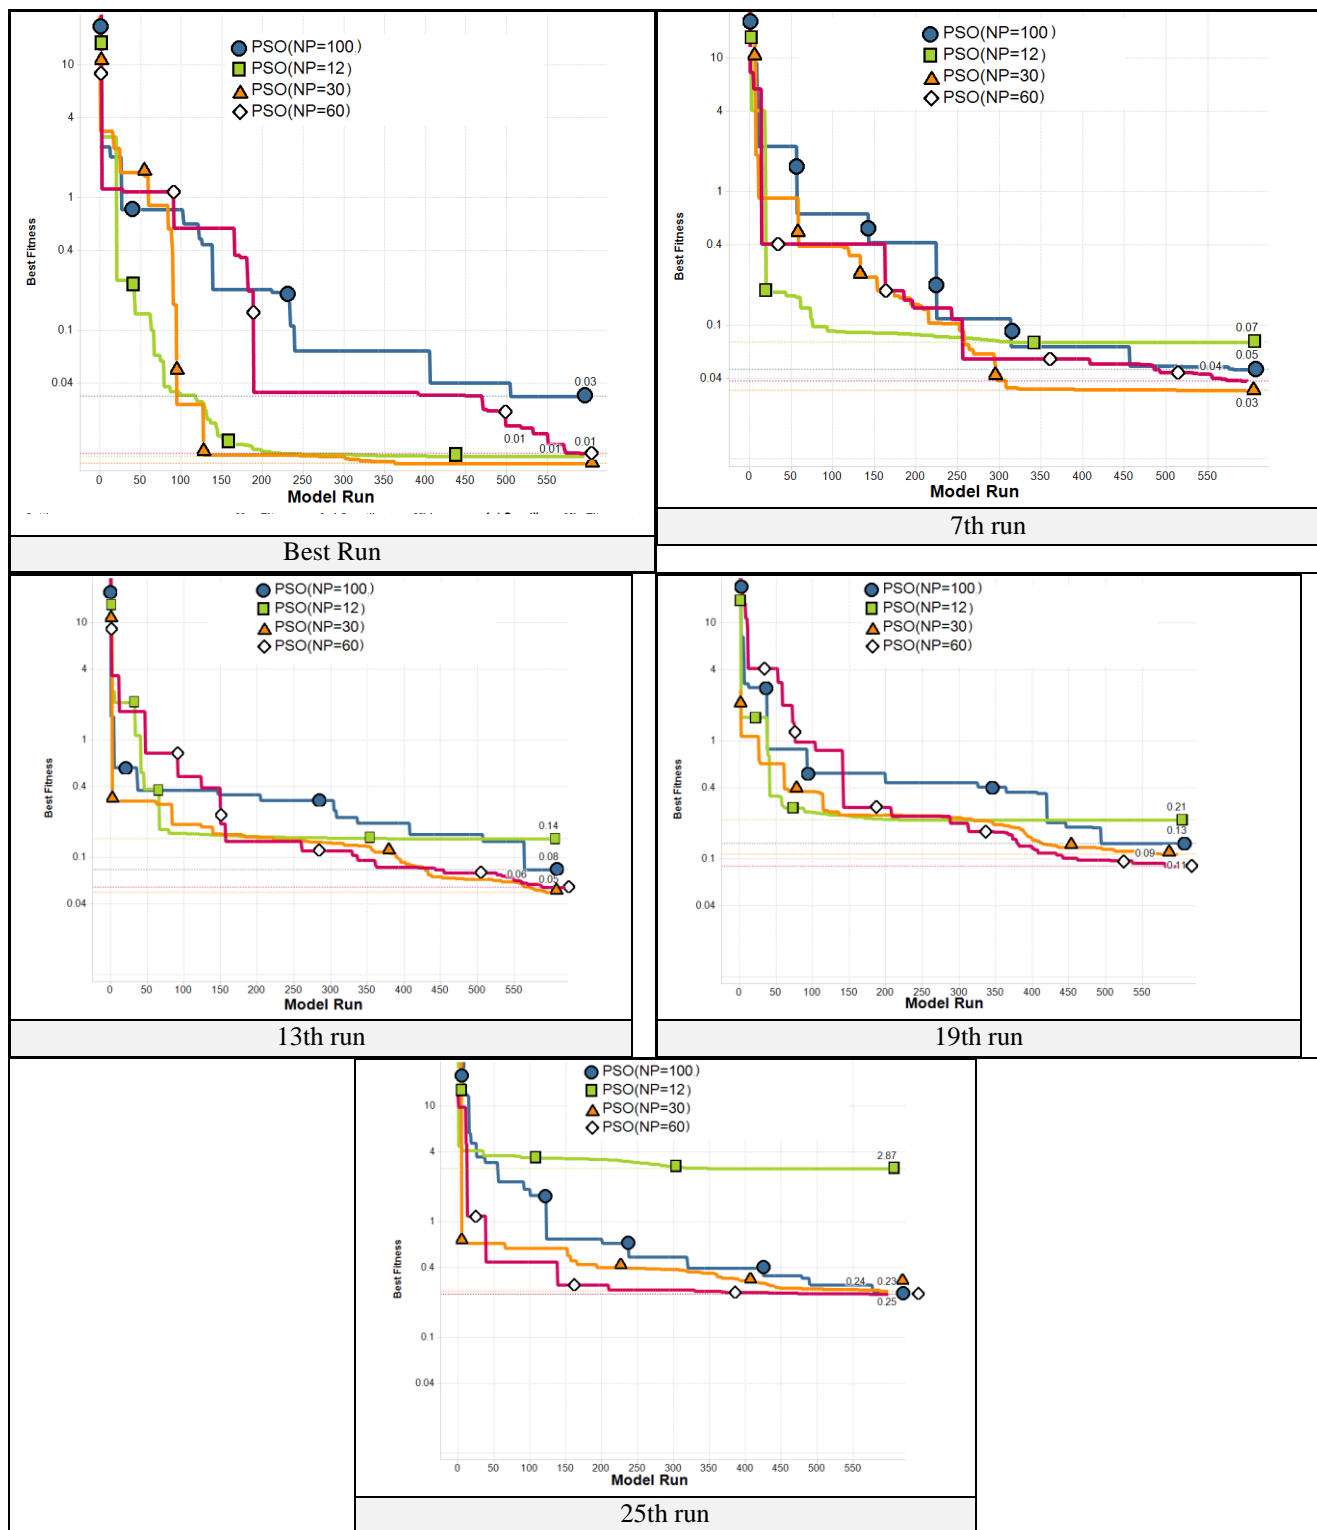 PSO(NP=100)
PSO(NP=12)
PSO(NP=30)
PSO(NP=60)
10
4
1
0.4
0.1
0.04
Best Fitness
0.03
0.01
0.01
0.01
0 50 100 150 200 250 300 350 400 450 500 550
Model Run
Best Run
PSO(NP=100)
PSO(NP=12)
PSO(NP=30)
PSO(NP=60)
10
4
1
0.4
0.1
0.04
Best Fitness
0.07
0.05
0.04
0.03
0 50 100 150 200 250 300 350 400 450 500 550
Model Run
7th run
PSO(NP=100)
PSO(NP=12)
PSO(NP=30)
PSO(NP=60)
10
4
1
0.4
0.1
0.04
Best Fitness
0.14
0.08
0.06
0.05
0 50 100 150 200 250 300 350 400 450 500 550
Model Run
13th run
PSO(NP=100)
PSO(NP=12)
PSO(NP=30)
PSO(NP=60)
10
4
1
0.4
0.1
0.04
Best Fitness
0.21
0.13
0.09
0.11
0 50 100 150 200 250 300 350 400 450 500 550
Model Run
19th run
PSO(NP=100)
PSO(NP=12)
PSO(NP=30)
PSO(NP=60)
10
4
1
0.4
0.1
0.04
Best Fitness
2.87
0.24 0.23
0.25
0 50 100 150 200 250 300 350 400 450 500 550
Model Run
25th run